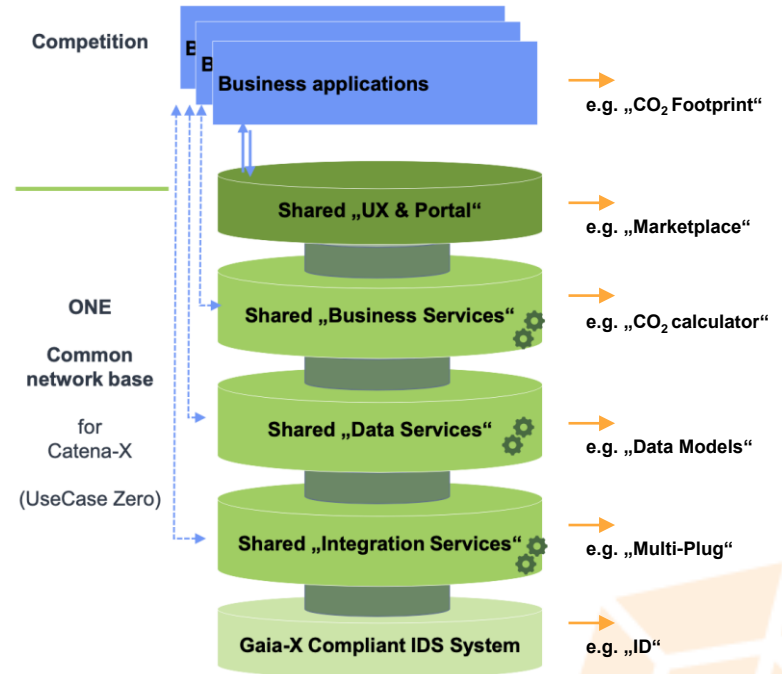 Competition
B
B
Business applications
e.g. „CO₂ Footprint“
Shared „UX & Portal“
e.g. „Marketplace“
ONE
Common
network base
for
Catena-X
(UseCase Zero)
Shared „Business Services“
e.g. „CO₂ calculator“
Shared „Data Services“
e.g. „Data Models“
Shared „Integration Services“
e.g. „Multi-Plug“
Gaia-X Compliant IDS System
e.g. „ID“